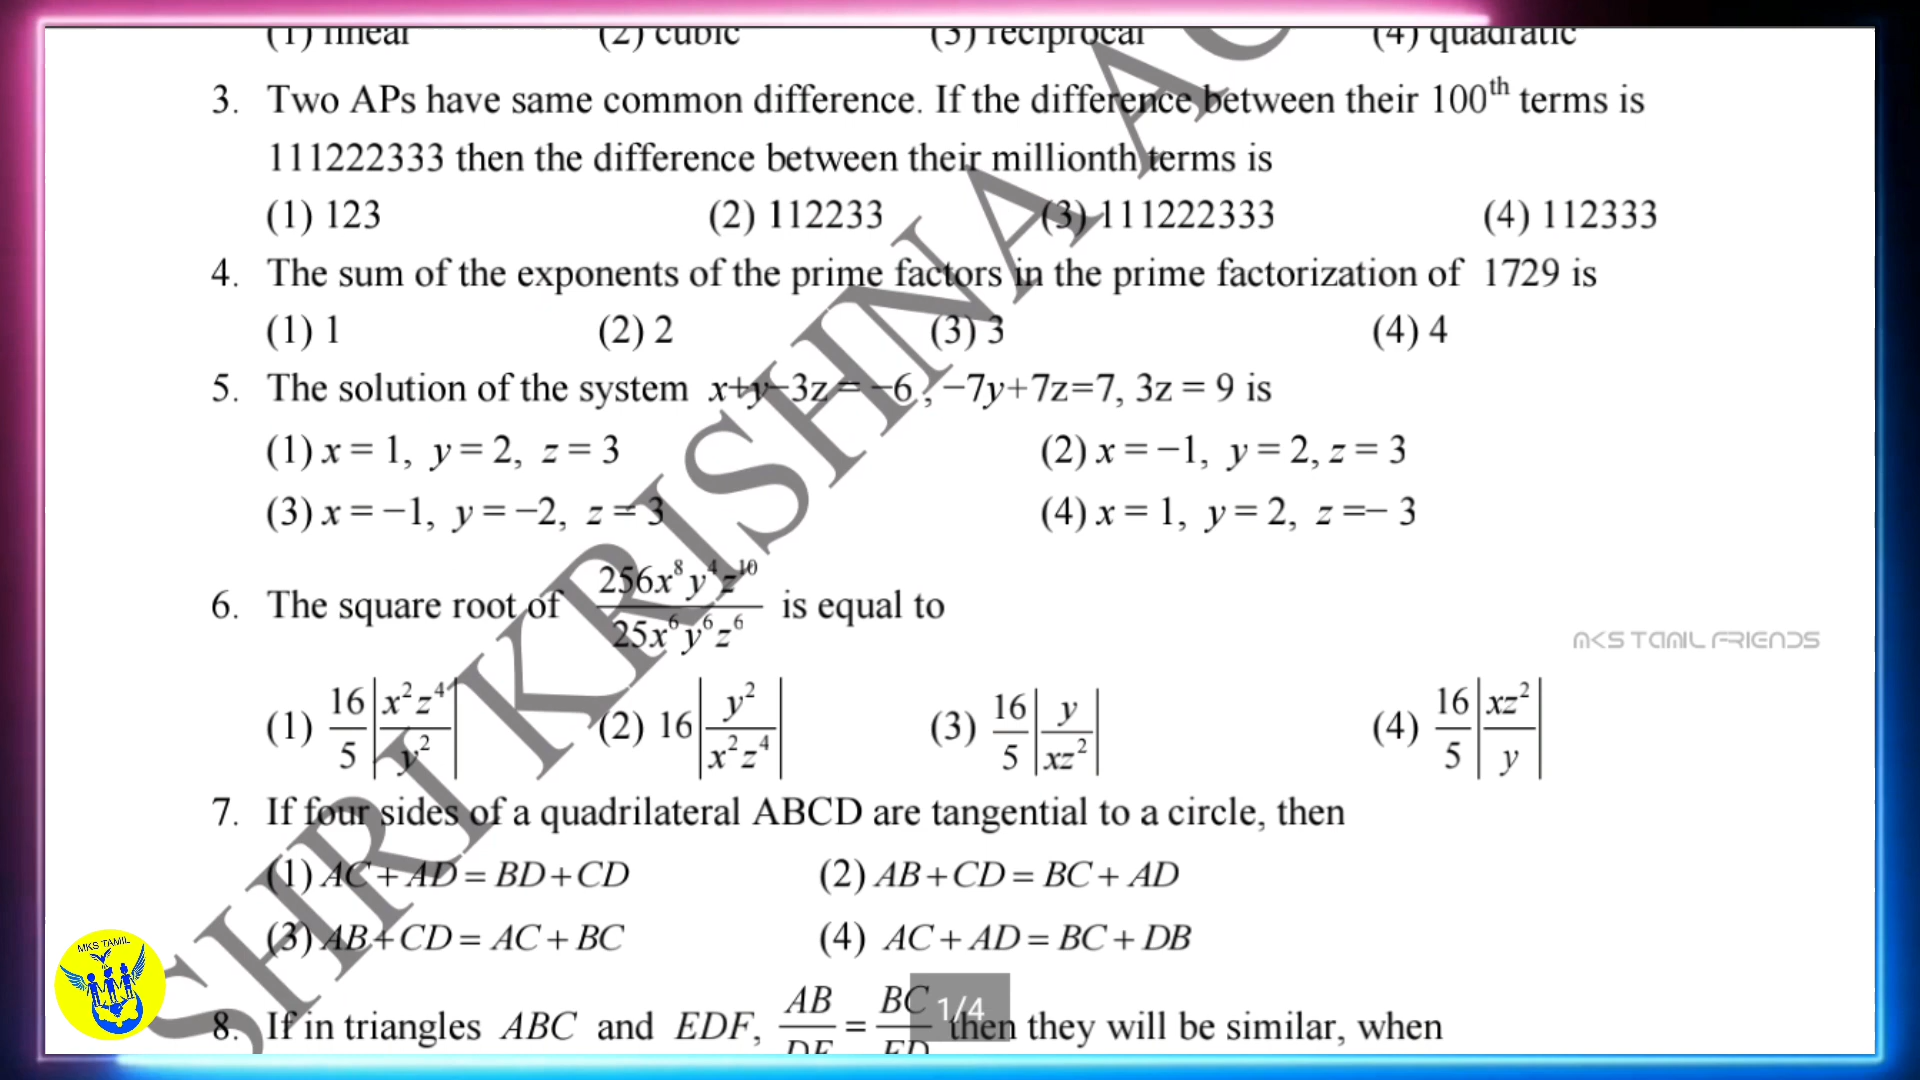 (1) linear (2) cubic (3) reciprocal (4) quadratic
3. Two APs have same common difference. If the difference between their 100th terms is
111222333 then the difference between their millionth terms is
(1) 123 (2) 112233 (3) 111222333 (4) 112333
4. The sum of the exponents of the prime factors in the prime factorization of 1729 is
(1) 1 (2) 2 (3) 3 (4) 4
5. The solution of the system x+y−3z = −6 , −7y+7z=7, 3z = 9 is
(1) x = 1, y = 2, z = 3 (2) x = −1, y = 2, z = 3
(3) x = −1, y = −2, z = 3 (4) x = 1, y = 2, z =− 3
6. The square root of 256x⁸y⁴z¹⁰ / 25x⁶y⁶z⁶ is equal to
MKS TAMIL FRIENDS
(1) 16/5 |x²z⁴/y²| (2) 16 |y²/x²z⁴| (3) 16/5 |y/xz²| (4) 16/5 |xz²/y|
7. If four sides of a quadrilateral ABCD are tangential to a circle, then
(1) AC + AD = BD + CD (2) AB + CD = BC + AD
(3) AB + CD = AC + BC (4) AC + AD = BC + DB
MKS TAMIL
8. If in triangles ABC and EDF, AB/DE = BC/FD then they will be similar, when
1/4
SHRI KRISHNA AC